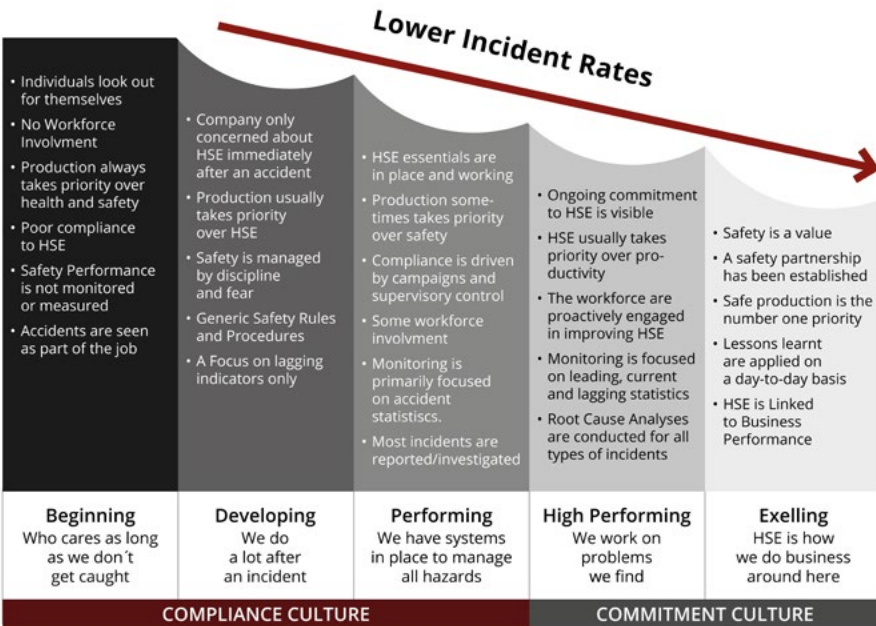 Lower Incident Rates
• Individuals look out
for themselves
• No Workforce
Involvment
• Production always
takes priority over
health and safety
• Poor compliance
to HSE
• Safety Performance
is not monitored
or measured
• Accidents are seen
as part of the job
• Company only
concerned about
HSE immediately
after an accident
• Production usually
takes priority
over HSE
• Safety is managed
by discipline
and fear
• Generic Safety Rules
and Procedures
• A Focus on lagging
indicators only
• HSE essentials are
in place and working
• Production some-
times takes priority
over safety
• Compliance is driven
by campaigns and
supervisory control
• Some workforce
involvment
• Monitoring is
primarily focused
on accident
statistiscs.
• Most incidents are
reported/investigated
• Ongoing commitment
to HSE is visible
• HSE usually takes
priority over pro-
ductivity
• The workforce are
proactively engaged
in improving HSE
• Monitoring is focused
on leading, current
and lagging statistics
• Root Cause Analyses
are conducted for all
types of incidents
• Safety is a value
• A safety partnership
has been established
• Safe production is the
number one priority
• Lessons learnt
are applied on
a day-to-day basis
• HSE is Linked
to Business
Performance
Beginning
Who cares as long
as we don´t
get caught
Developing
We do
a lot after
an incident
Performing
We have systems
in place to manage
all hazards
High Performing
We work on
problems
we find
Exelling
HSE is how
we do business
around here
COMPLIANCE CULTURE
COMMITMENT CULTURE